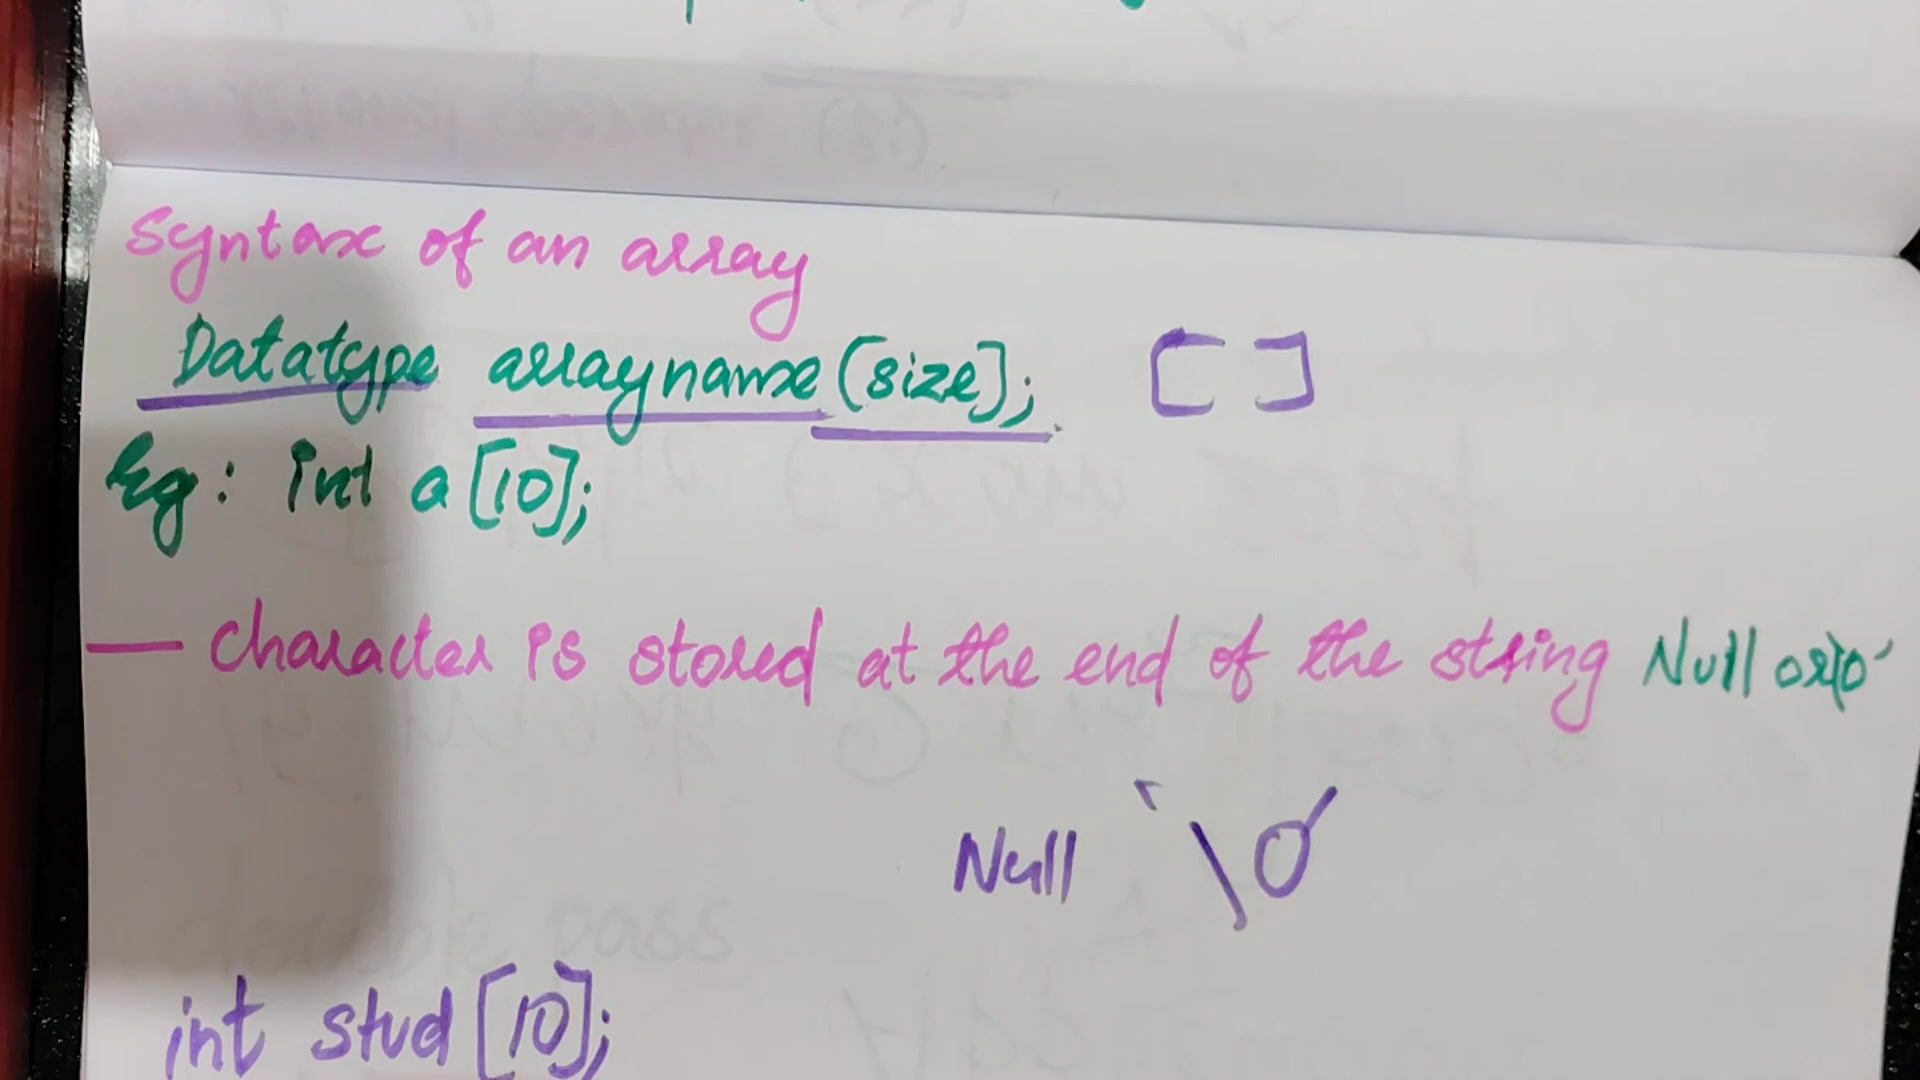 Syntax of an array
Datatype arrayname[size]; [ ]
Eg: int a[10];
— Character is stored at the end of the string Null or '\0'
Null '\0'
int stud[10];